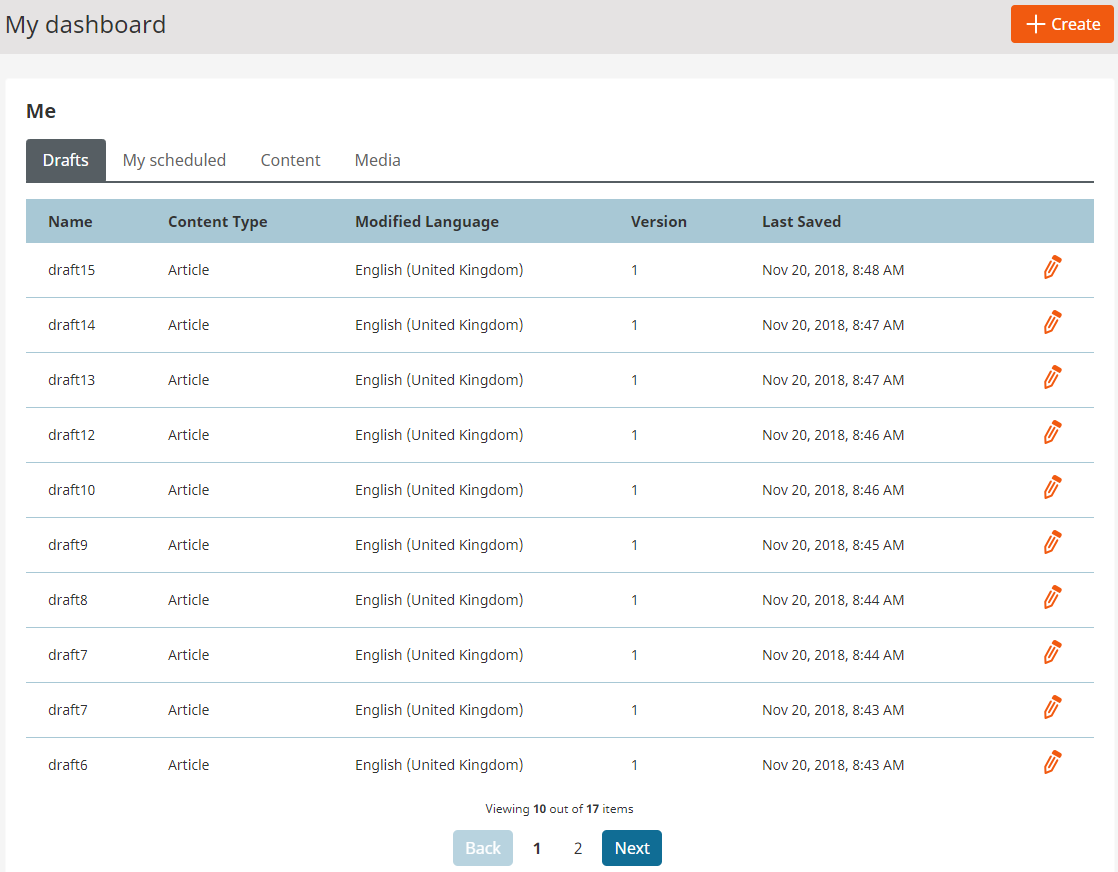 My dashboard
Create
Me
Drafts My scheduled Content Media
Name Content Type Modified Language Version Last Saved
draft15 Article English (United Kingdom) 1 Nov 20, 2018, 8:48 AM
draft14 Article English (United Kingdom) 1 Nov 20, 2018, 8:47 AM
draft13 Article English (United Kingdom) 1 Nov 20, 2018, 8:47 AM
draft12 Article English (United Kingdom) 1 Nov 20, 2018, 8:46 AM
draft10 Article English (United Kingdom) 1 Nov 20, 2018, 8:46 AM
draft9 Article English (United Kingdom) 1 Nov 20, 2018, 8:45 AM
draft8 Article English (United Kingdom) 1 Nov 20, 2018, 8:44 AM
draft7 Article English (United Kingdom) 1 Nov 20, 2018, 8:44 AM
draft7 Article English (United Kingdom) 1 Nov 20, 2018, 8:43 AM
draft6 Article English (United Kingdom) 1 Nov 20, 2018, 8:43 AM
Viewing 10 out of 17 items
Back 1 2 Next